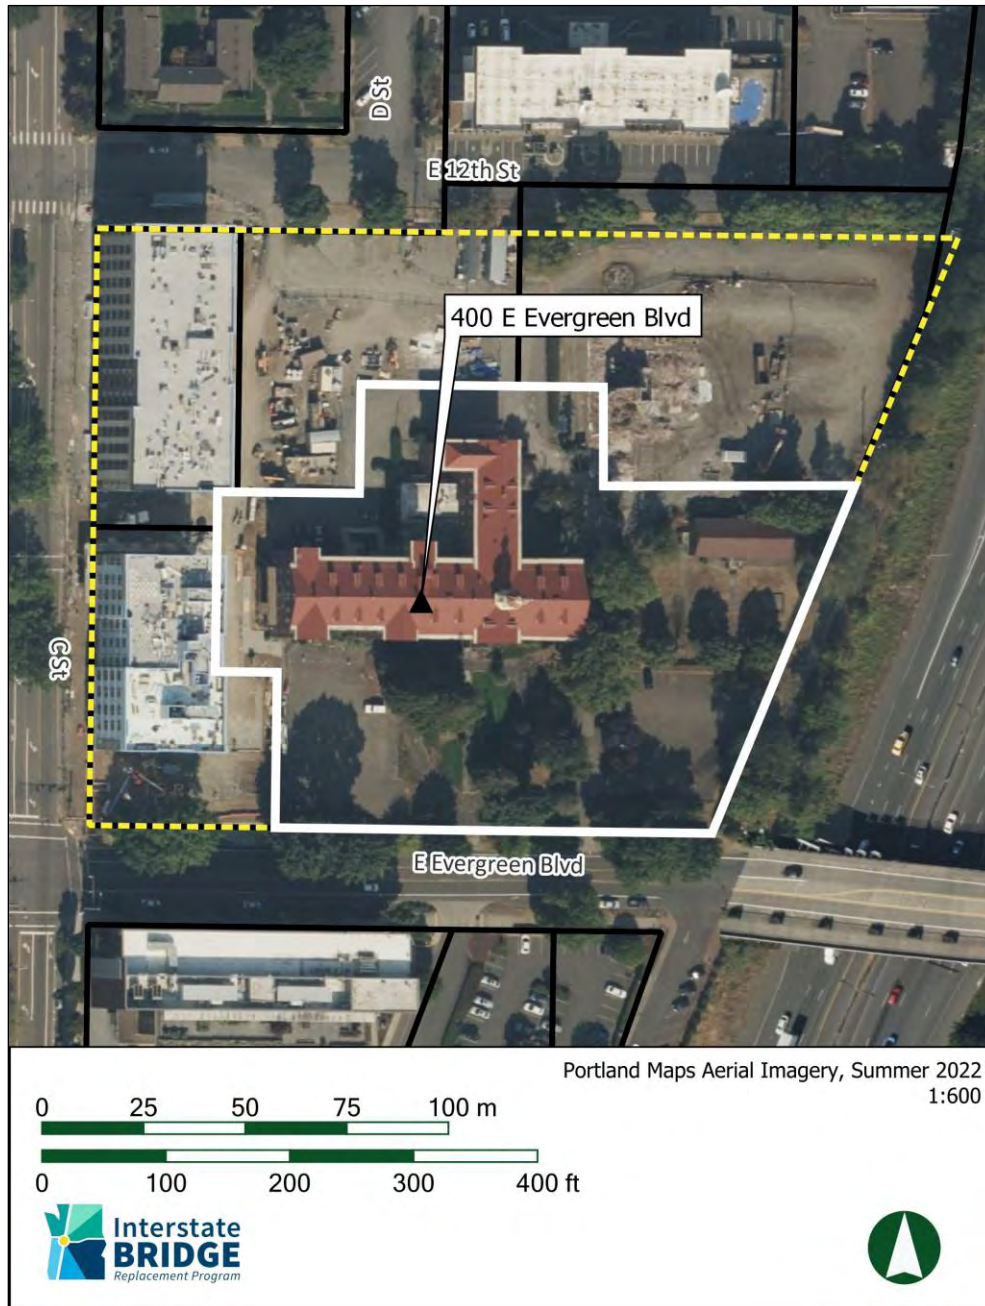 D St
E 12th St
400 E Evergreen Blvd
C St
E Evergreen Blvd
Portland Maps Aerial Imagery, Summer 2022
1:600
0 25 50 75 100 m
0 100 200 300 400 ft
Interstate
BRIDGE
Replacement Program